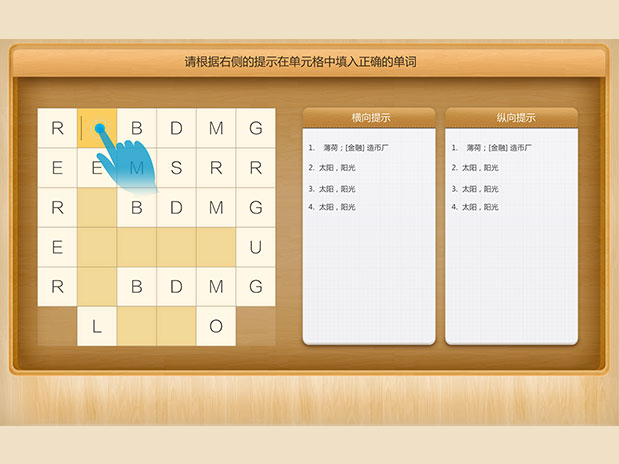 请根据右侧的提示在单元格中填入正确的单词
R B D M G
E E M S R R
R B D M G
E U
R B D M G
L O
横向提示
1. 薄荷；[金融] 造币厂
2. 太阳，阳光
3. 太阳，阳光
4. 太阳，阳光
纵向提示
1. 薄荷；[金融] 造币厂
2. 太阳，阳光
3. 太阳，阳光
4. 太阳，阳光